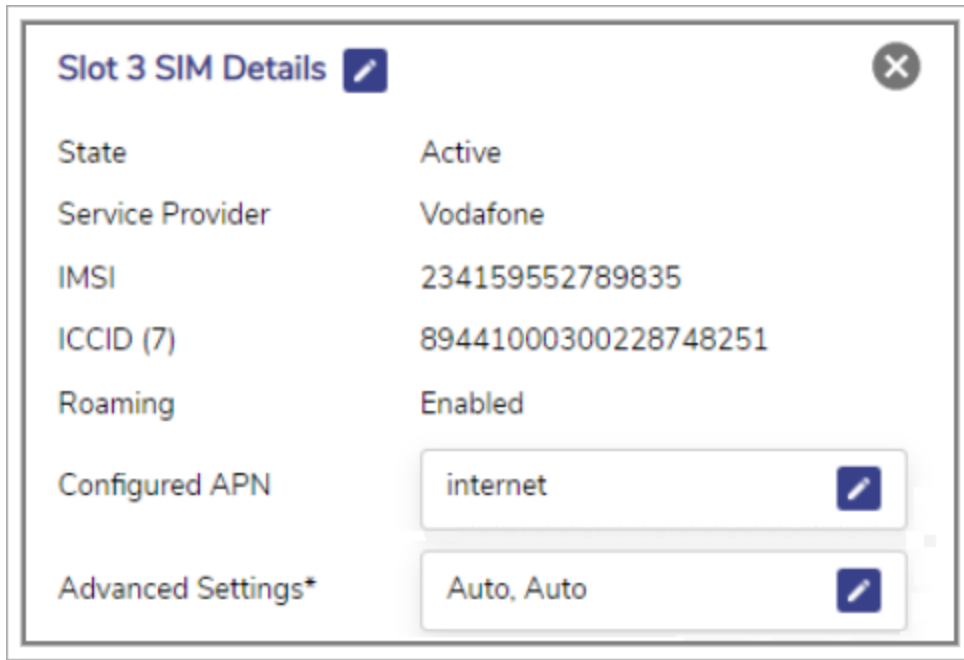 Slot 3 SIM Details
State Active
Service Provider Vodafone
IMSI 234159552789835
ICCID (7) 89441000300228748251
Roaming Enabled
Configured APN internet
Advanced Settings* Auto, Auto